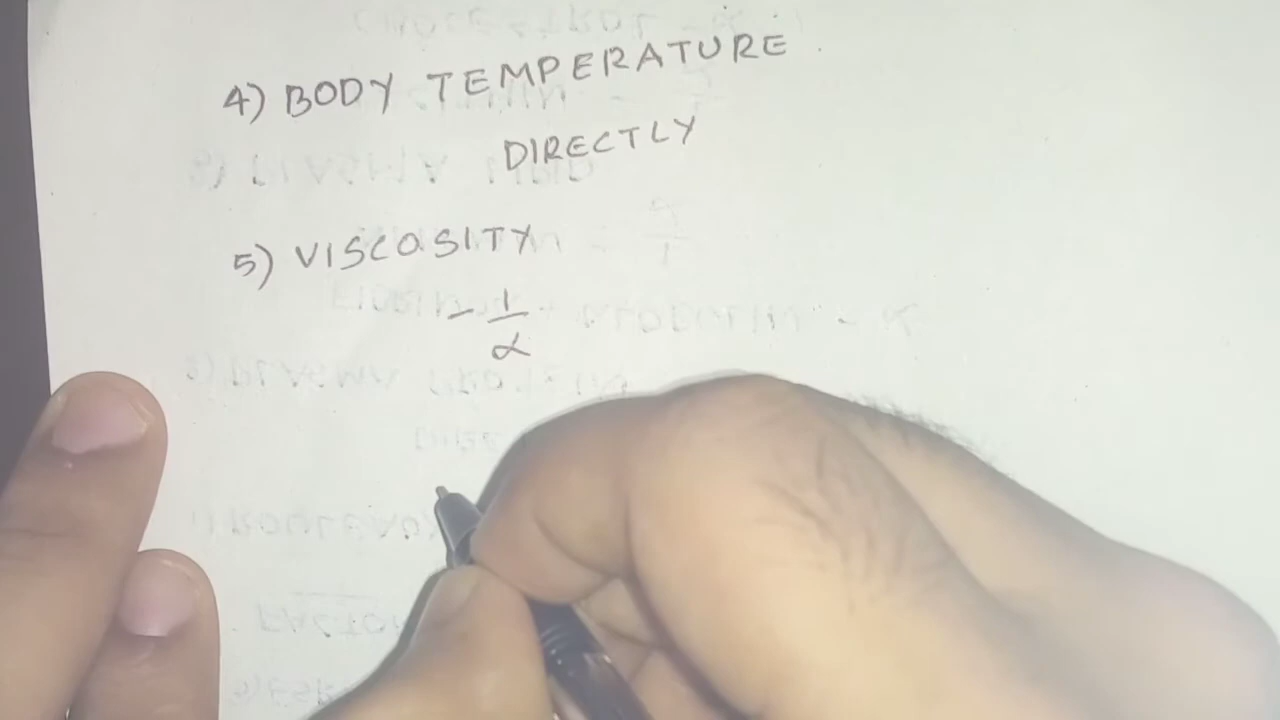 4) BODY TEMPERATURE
DIRECTLY
5) VISCOSITY
- 1/α